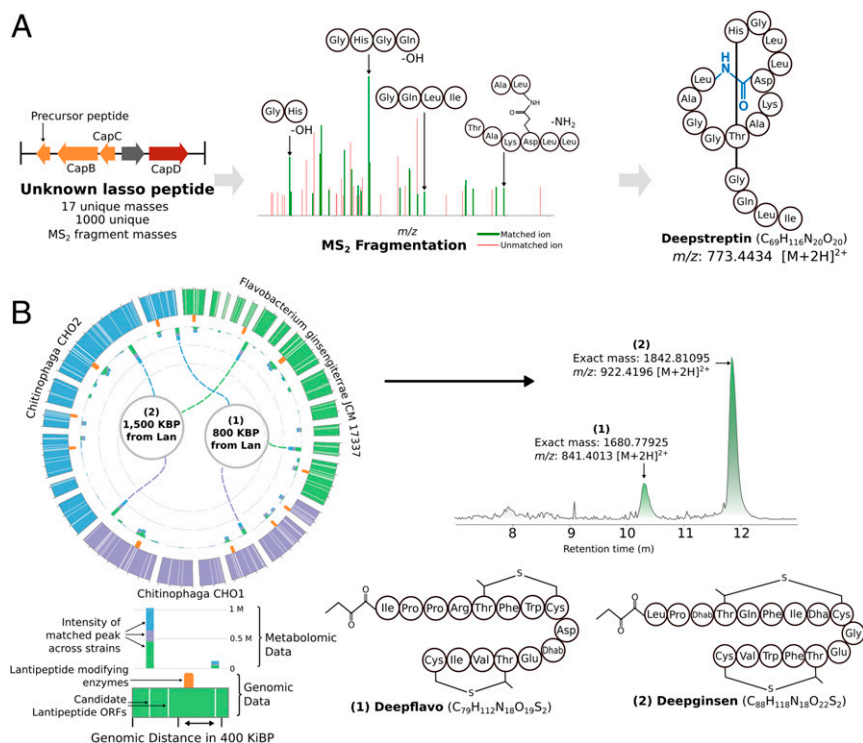 A
Precursor peptide
CapC
CapB
CapD
Unknown lasso peptide
17 unique masses
1000 unique
MS2 fragment masses
Gly His Gly Gln
-OH
Gly His
-OH
Gly Gln Leu Ile
Ala Leu
NH
O
-NH2
Thr Ala Lys Asp Leu Leu
m/z
MS2 Fragmentation
Matched ion
Unmatched ion
His Gly Leu Leu Asp Lys Ala Thr Gly Gly Ala Leu
H
N
O
Gly Gln Leu Ile
Deepstreptin (C69H116N20O20)
m/z: 773.4434 [M+2H]2+
B
Chitinophaga CHO2
Flavobacterium ginsengiterrae JCM 17337
Chitinophaga CHO1
(2)
1,500 KBP
from Lan
(1)
800 KBP
from Lan
(2)
Exact mass: 1842.81095
m/z: 922.4196 [M+2H]2+
(1)
Exact mass: 1680.77925
m/z: 841.4013 [M+2H]2+
8 9 10 11 12
Retention time (m)
Intensity of
matched peak
across strains
1 M
0.5 M
0
Metabolomic
Data
Lantipeptide modifying
enzymes
Candidate
Lantipeptide ORFs
Genomic
Data
Genomic Distance in 400 KiBP
S
O
O
Ile Pro Pro Arg Thr Phe Trp Cys
Asp
Dhab
Cys Ile Val Thr Glu
S
(1) Deepflavo (C79H112N18O19S2)
S
O
O
Leu Pro Dhab Thr Gln Phe Ile Dha Cys
Gly
Cys Val Trp Phe Thr Glu
S
(2) Deepginsen (C88H118N18O22S2)